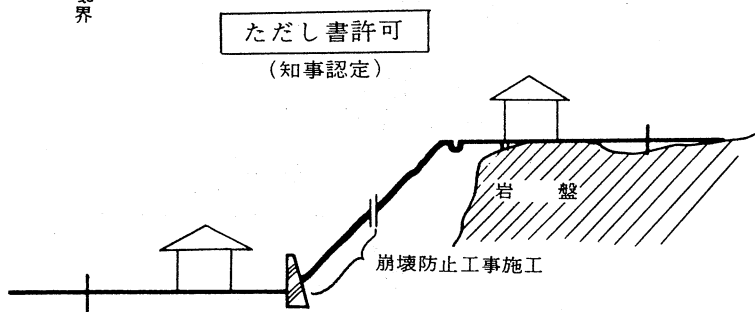 界
ただし書許可
(知事認定)
岩盤
崩壊防止工事施工